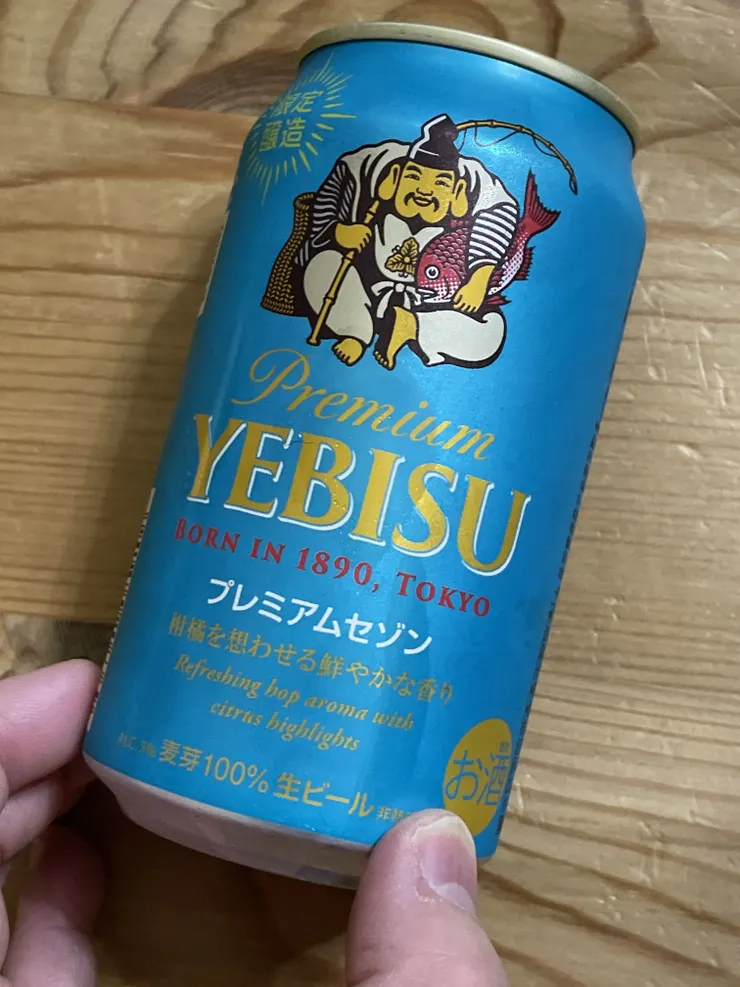 限定
醸造
Premium
YEBISU
BORN IN 1890, TOKYO
プレミアムセゾン
柑橘を想わせる鮮やかな香り
Refreshing hop aroma with
citrus highlights
ALC. 5% 麦芽100% 生ビール
お酒